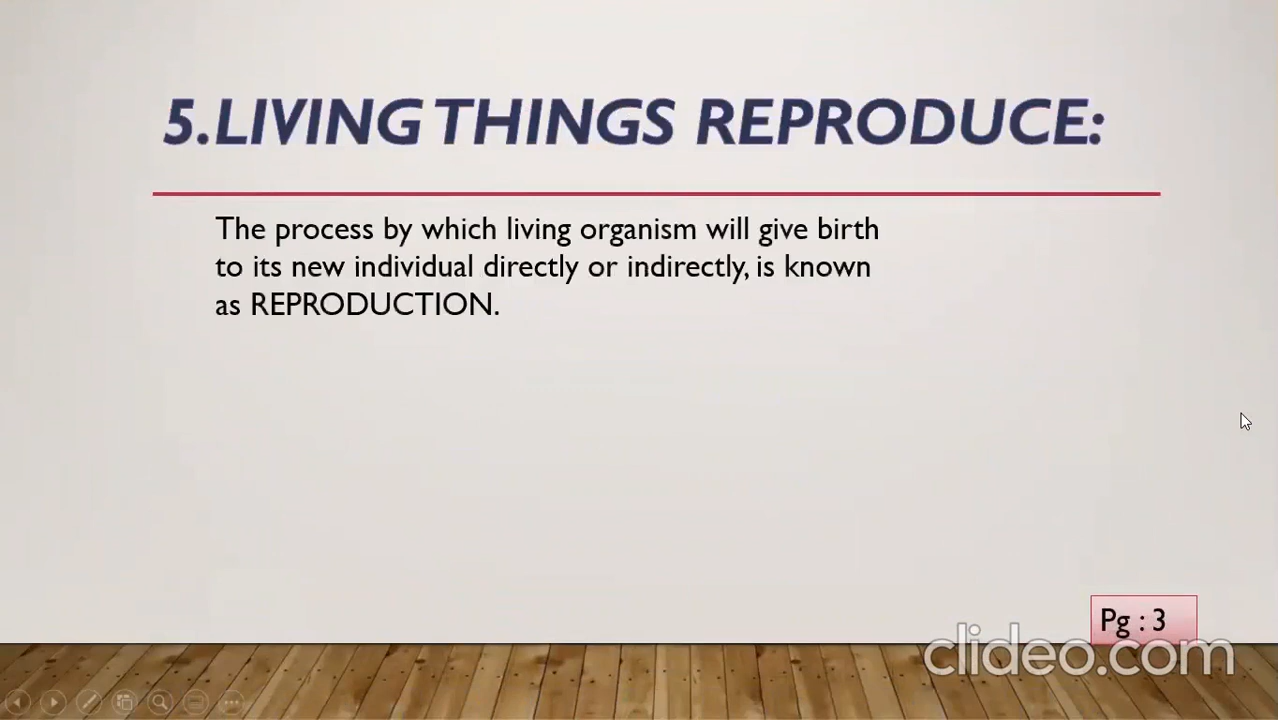 5.LIVING THINGS REPRODUCE:
The process by which living organism will give birth
to its new individual directly or indirectly, is known
as REPRODUCTION.
Pg : 3
clideo.com